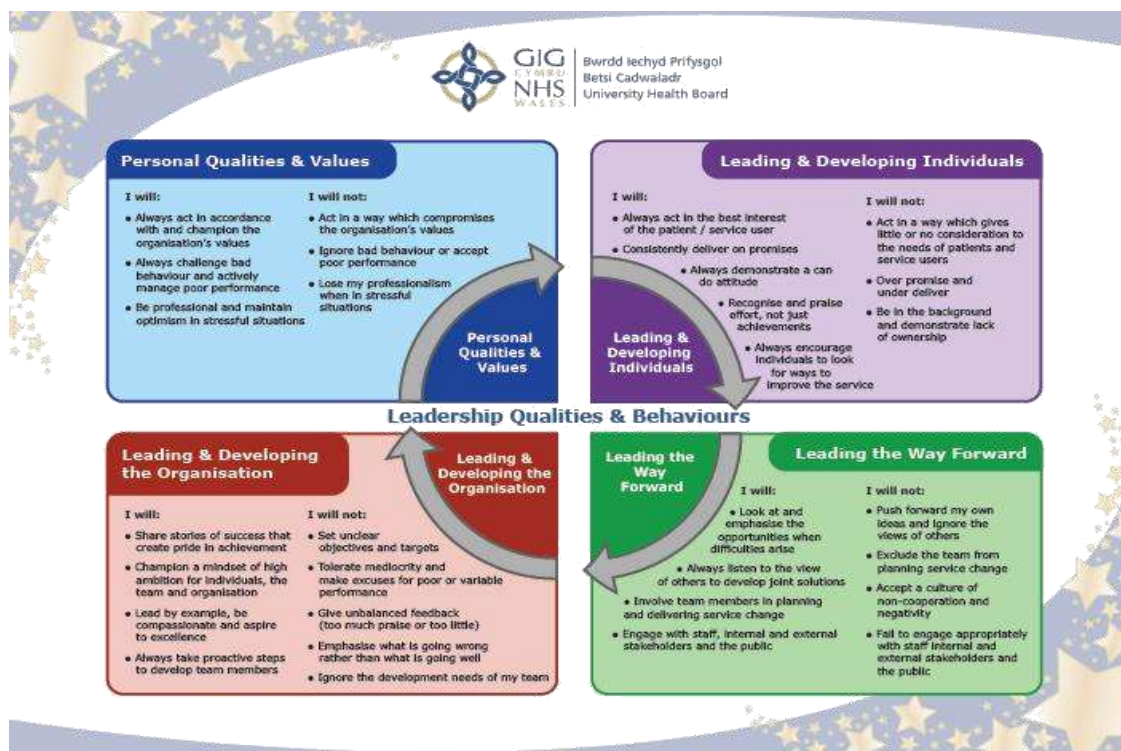 GIG
CYMRU
NHS
WALES
Bwrdd Iechyd Prifysgol
Betsi Cadwaladr
University Health Board
Personal Qualities & Values
I will:
• Always act in accordance
with and champion the
organisation's values
• Always challenge bad
behaviour and actively
manage poor performance
• Be professional and maintain
optimism in stressful situations
I will not:
• Act in a way which compromises
the organisation's values
• Ignore bad behaviour or accept
poor performance
• Lose my professionalism
when in stressful
situations
Personal
Qualities &
Values
Leading & Developing Individuals
I will:
• Always act in the best interest
of the patient / service user
• Consistently deliver on promises
• Always demonstrate a can
do attitude
• Recognise and praise
effort, not just
achievements
• Always encourage
individuals to look
for ways to
improve the service
I will not:
• Act in a way which gives
little or no consideration to
the needs of patients and
service users
• Over promise and
under deliver
• Be in the background
and demonstrate lack
of ownership
Leading &
Developing
Individuals
Leadership Qualities & Behaviours
Leading & Developing
the Organisation
I will:
• Share stories of success that
create pride in achievement
• Champion a mindset of high
ambition for individuals, the
team and organisation
• Lead by example, be
compassionate and aspire
to excellence
• Always take proactive steps
to develop team members
I will not:
• Set unclear
objectives and targets
• Tolerate mediocrity and
make excuses for poor or variable
performance
• Give unbalanced feedback
(too much praise or too little)
• Emphasise what is going wrong
rather than what is going well
• Ignore the development needs of my team
Leading &
Developing the
Organisation
Leading the
Way
Forward
Leading the Way Forward
I will:
• Look at and
emphasise the
opportunities when
difficulties arise
• Always listen to the view
of others to develop joint solutions
• Involve team members in planning
and delivering service change
• Engage with staff, internal and external
stakeholders and the public
I will not:
• Push forward my own
ideas and ignore the
views of others
• Exclude the team from
planning service change
• Accept a culture of
non-cooperation and
negativity
• Fail to engage appropriately
with staff internal and
external stakeholders and
the public